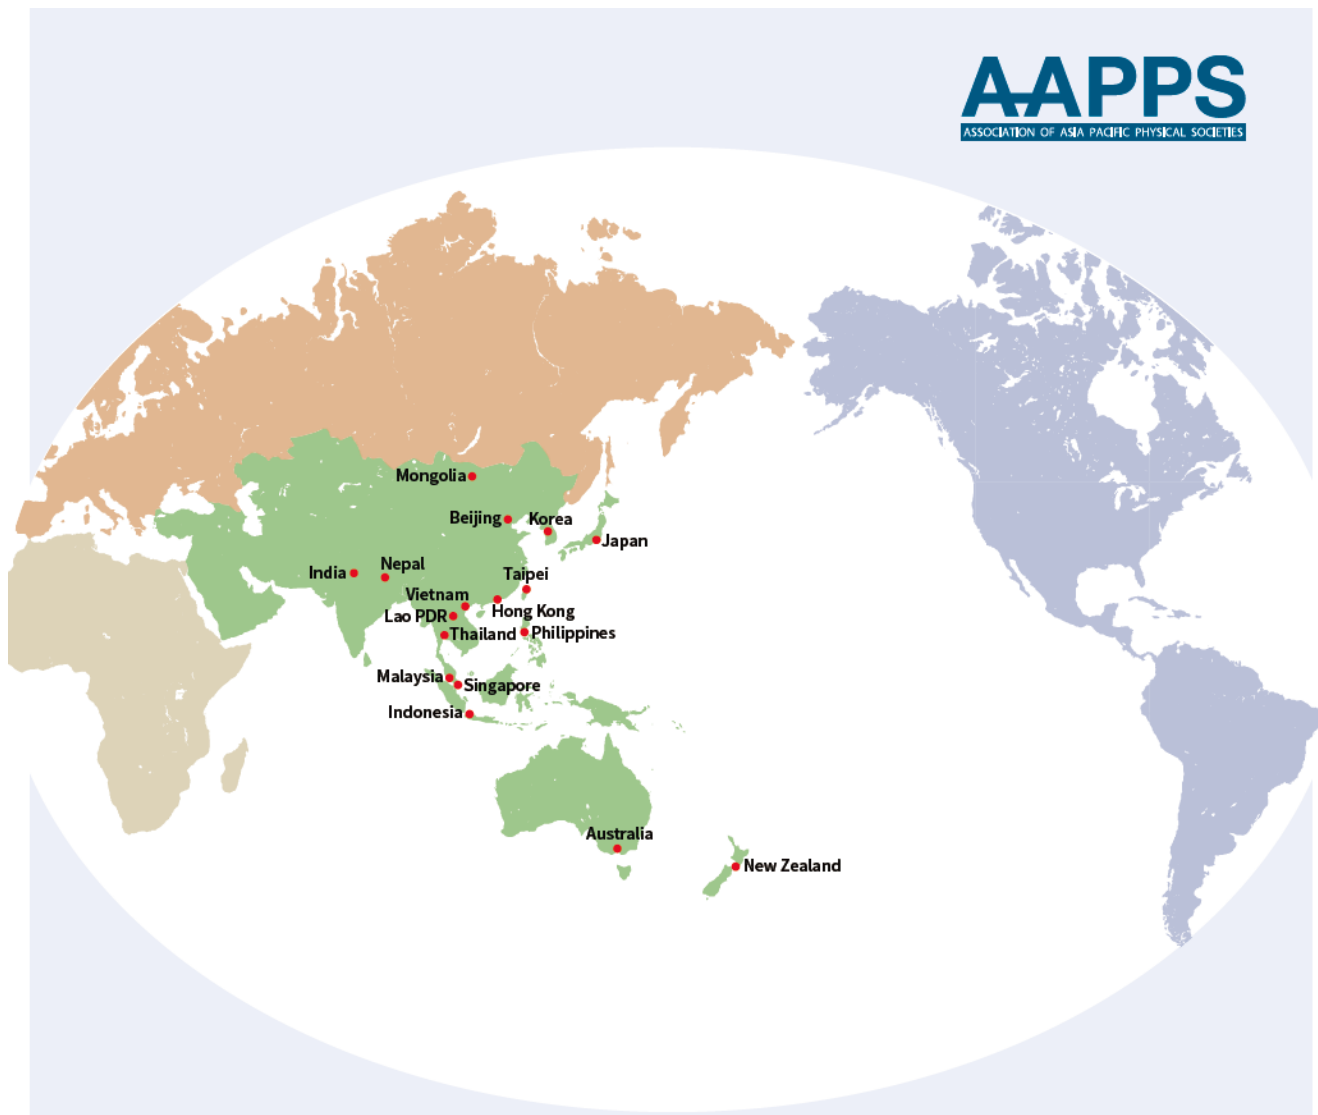 AAPPS
ASSOCIATION OF ASIA PACIFIC PHYSICAL SOCIETIES
Mongolia
Beijing
Korea
Japan
India
Nepal
Taipei
Vietnam
Hong Kong
Lao PDR
Thailand
Philippines
Malaysia
Singapore
Indonesia
Australia
New Zealand